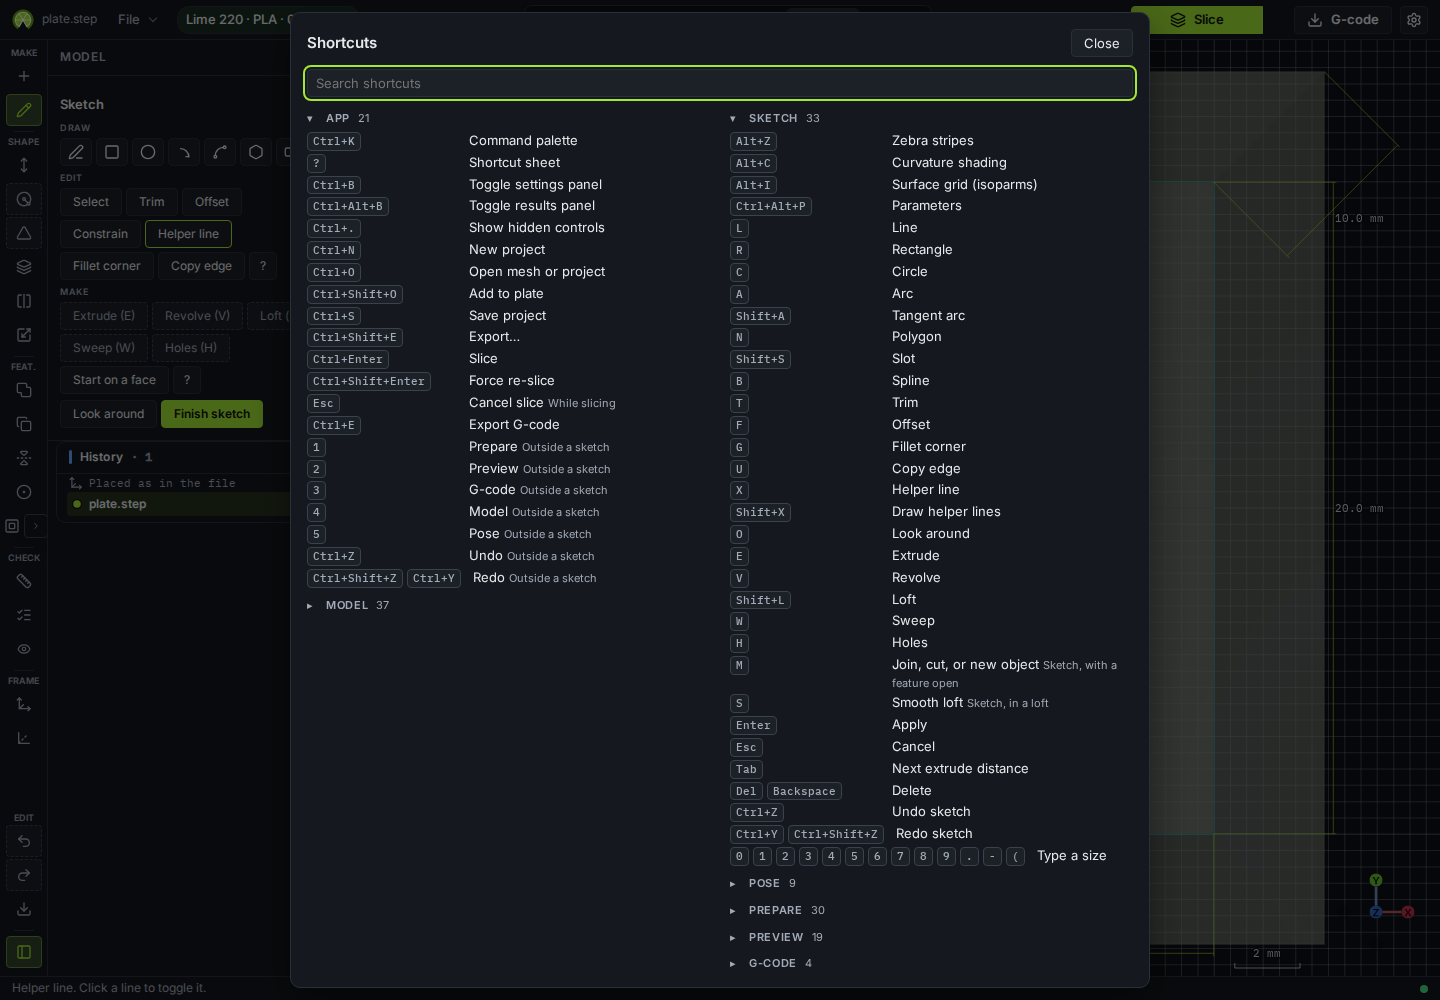 plate.step
File
Lime 220 · PLA · 0
Slice
G-code
MAKE
MODEL
Sketch
DRAW
SHAPE
EDIT
Select
Trim
Offset
Constrain
Helper line
Fillet corner
Copy edge
?
MAKE
Extrude (E)
Revolve (V)
Loft (
Sweep (W)
Holes (H)
FEAT.
Start on a face
?
Look around
Finish sketch
History · 1
Placed as in the file
plate.step
CHECK
FRAME
EDIT
Helper line. Click a line to toggle it.
Shortcuts
Close
Search shortcuts
APP 21
Ctrl+K Command palette
? Shortcut sheet
Ctrl+B Toggle settings panel
Ctrl+Alt+B Toggle results panel
Ctrl+. Show hidden controls
Ctrl+N New project
Ctrl+O Open mesh or project
Ctrl+Shift+O Add to plate
Ctrl+S Save project
Ctrl+Shift+E Export...
Ctrl+Enter Slice
Ctrl+Shift+Enter Force re-slice
Esc Cancel slice While slicing
Ctrl+E Export G-code
1 Prepare Outside a sketch
2 Preview Outside a sketch
3 G-code Outside a sketch
4 Model Outside a sketch
5 Pose Outside a sketch
Ctrl+Z Undo Outside a sketch
Ctrl+Shift+Z Ctrl+Y Redo Outside a sketch
MODEL 37
SKETCH 33
Alt+Z Zebra stripes
Alt+C Curvature shading
Alt+I Surface grid (isoparms)
Ctrl+Alt+P Parameters
L Line
R Rectangle
C Circle
A Arc
Shift+A Tangent arc
N Polygon
Shift+S Slot
B Spline
T Trim
F Offset
G Fillet corner
U Copy edge
X Helper line
Shift+X Draw helper lines
O Look around
E Extrude
V Revolve
Shift+L Loft
W Sweep
H Holes
M Join, cut, or new object Sketch, with a
feature open
S Smooth loft Sketch, in a loft
Enter Apply
Esc Cancel
Tab Next extrude distance
Del Backspace Delete
Ctrl+Z Undo sketch
Ctrl+Y Ctrl+Shift+Z Redo sketch
0 1 2 3 4 5 6 7 8 9 . - ( Type a size
POSE 9
PREPARE 30
PREVIEW 19
G-CODE 4
10.0 mm
20.0 mm
Y
Z
X
2 mm